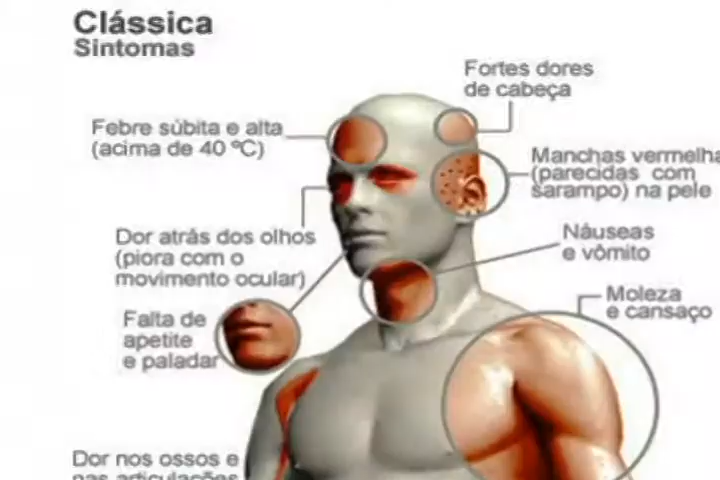 Clássica
Sintomas
Fortes dores
de cabeça
Febre súbita e alta
(acima de 40 ºC)
Manchas vermelha
(parecidas com
sarampo) na pele
Dor atrás dos olhos
(piora com o
movimento ocular)
Náuseas
e vômito
Moleza
e cansaço
Falta de
apetite
e paladar
Dor nos ossos e
nas articulações